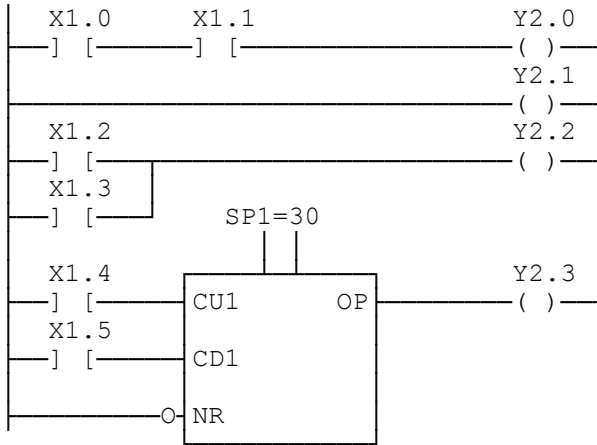 X1.0 X1.1 Y2.0
] [ ] [ ( )
Y2.1
( )
X1.2 Y2.2
] [ ( )
X1.3
] [
SP1=30
X1.4 Y2.3
] [ CU1 OP ( )
X1.5
] [ CD1
O NR